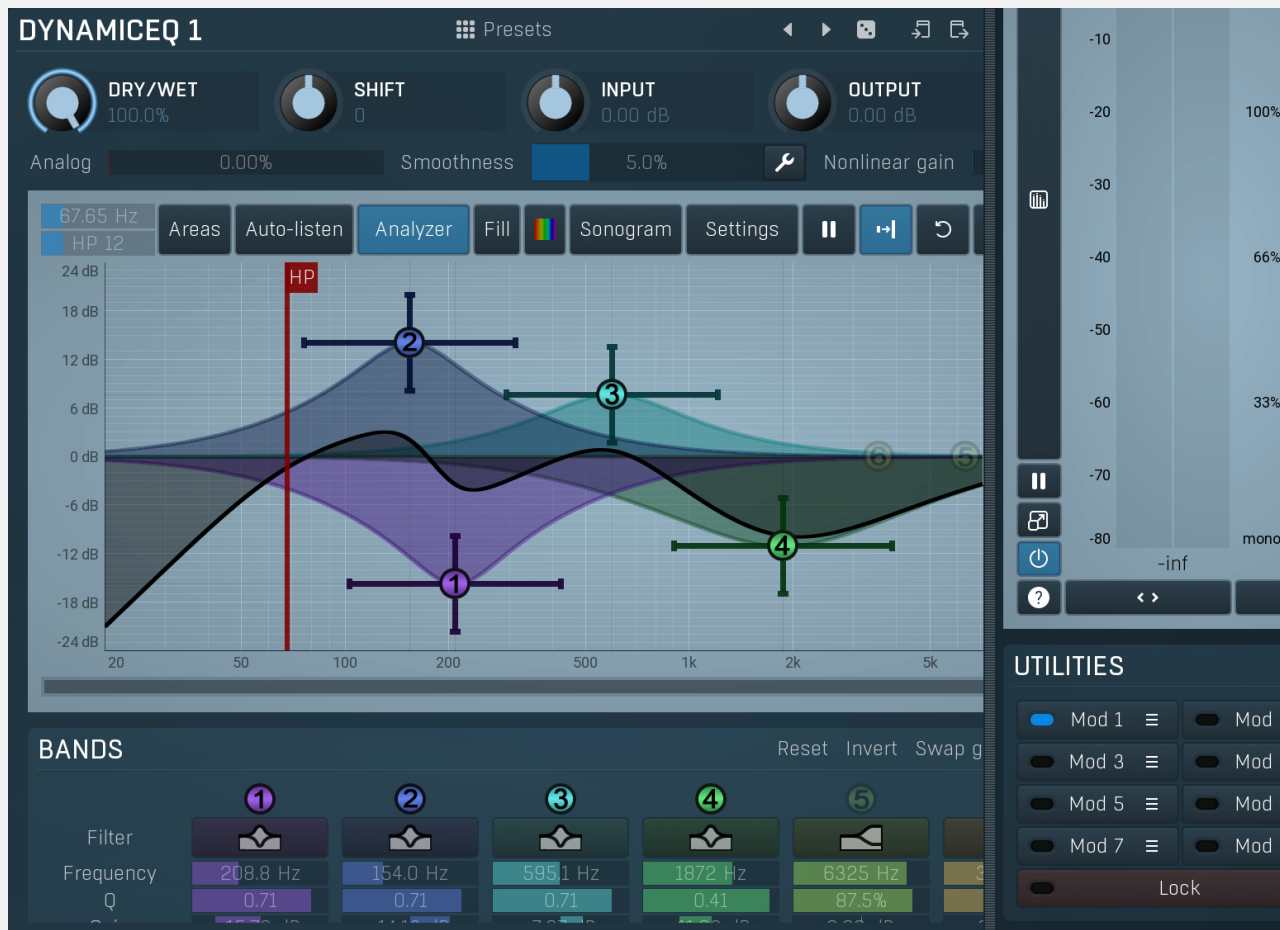 DYNAMICEQ 1
Presets
DRY/WET
100.0%
SHIFT
0
INPUT
0.00 dB
OUTPUT
0.00 dB
Analog
0.00%
Smoothness
5.0%
Nonlinear gain
67.65 Hz
HP 12
Areas
Auto-listen
Analyzer
Fill
Sonogram
Settings
24 dB
18 dB
12 dB
6 dB
0 dB
-6 dB
-12 dB
-18 dB
-24 dB
HP
2
3
6
5
4
1
20
50
100
200
500
1k
2k
5k
BANDS
Reset
Invert
Swap g
1
2
3
4
5
Filter
Frequency
208.8 Hz
154.0 Hz
595.1 Hz
1872 Hz
6325 Hz
Q
0.71
0.71
0.71
0.41
87.5%
-10
-20
-30
-40
-50
-60
-70
-80
100%
66%
33%
mono
-inf
?
< >
UTILITIES
Mod 1
Mod
Mod 3
Mod
Mod 5
Mod
Mod 7
Mod
Lock